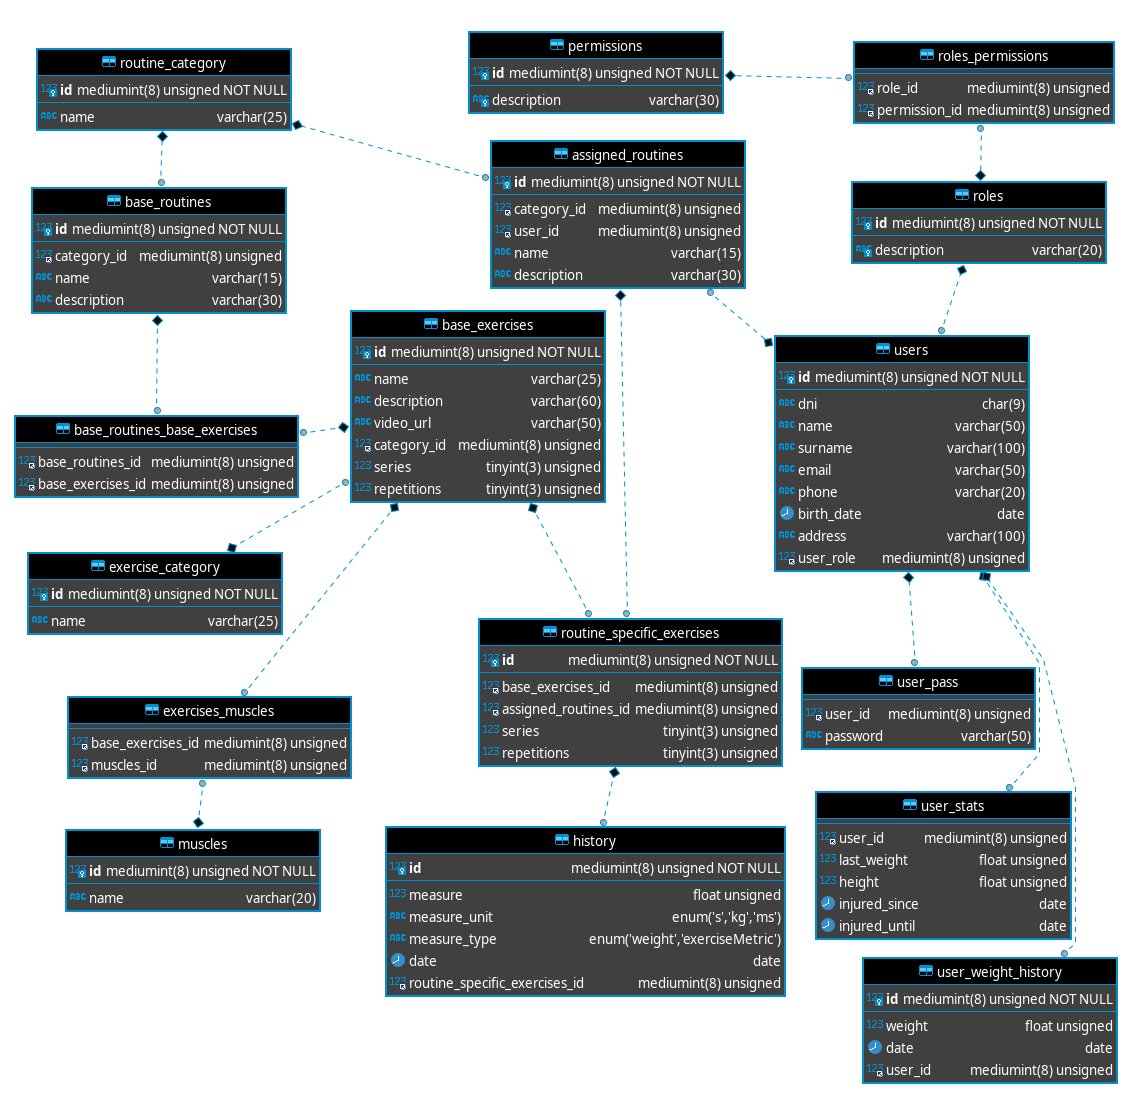 routine_category
id mediumint(8) unsigned NOT NULL
name varchar(25)
permissions
id mediumint(8) unsigned NOT NULL
description varchar(30)
roles_permissions
role_id mediumint(8) unsigned
permission_id mediumint(8) unsigned
assigned_routines
id mediumint(8) unsigned NOT NULL
category_id mediumint(8) unsigned
user_id mediumint(8) unsigned
name varchar(15)
description varchar(30)
base_routines
id mediumint(8) unsigned NOT NULL
category_id mediumint(8) unsigned
name varchar(15)
description varchar(30)
roles
id mediumint(8) unsigned NOT NULL
description varchar(20)
base_exercises
id mediumint(8) unsigned NOT NULL
name varchar(25)
description varchar(60)
video_url varchar(50)
category_id mediumint(8) unsigned
series tinyint(3) unsigned
repetitions tinyint(3) unsigned
users
id mediumint(8) unsigned NOT NULL
dni char(9)
name varchar(50)
surname varchar(100)
email varchar(50)
phone varchar(20)
birth_date date
address varchar(100)
user_role mediumint(8) unsigned
base_routines_base_exercises
base_routines_id mediumint(8) unsigned
base_exercises_id mediumint(8) unsigned
exercise_category
id mediumint(8) unsigned NOT NULL
name varchar(25)
routine_specific_exercises
id mediumint(8) unsigned NOT NULL
base_exercises_id mediumint(8) unsigned
assigned_routines_id mediumint(8) unsigned
series tinyint(3) unsigned
repetitions tinyint(3) unsigned
user_pass
user_id mediumint(8) unsigned
password varchar(50)
exercises_muscles
base_exercises_id mediumint(8) unsigned
muscles_id mediumint(8) unsigned
user_stats
user_id mediumint(8) unsigned
last_weight float unsigned
height float unsigned
injured_since date
injured_until date
muscles
id mediumint(8) unsigned NOT NULL
name varchar(20)
history
id mediumint(8) unsigned NOT NULL
measure float unsigned
measure_unit enum('s','kg','ms')
measure_type enum('weight','exerciseMetric')
date date
routine_specific_exercises_id mediumint(8) unsigned
user_weight_history
id mediumint(8) unsigned NOT NULL
weight float unsigned
date date
user_id mediumint(8) unsigned